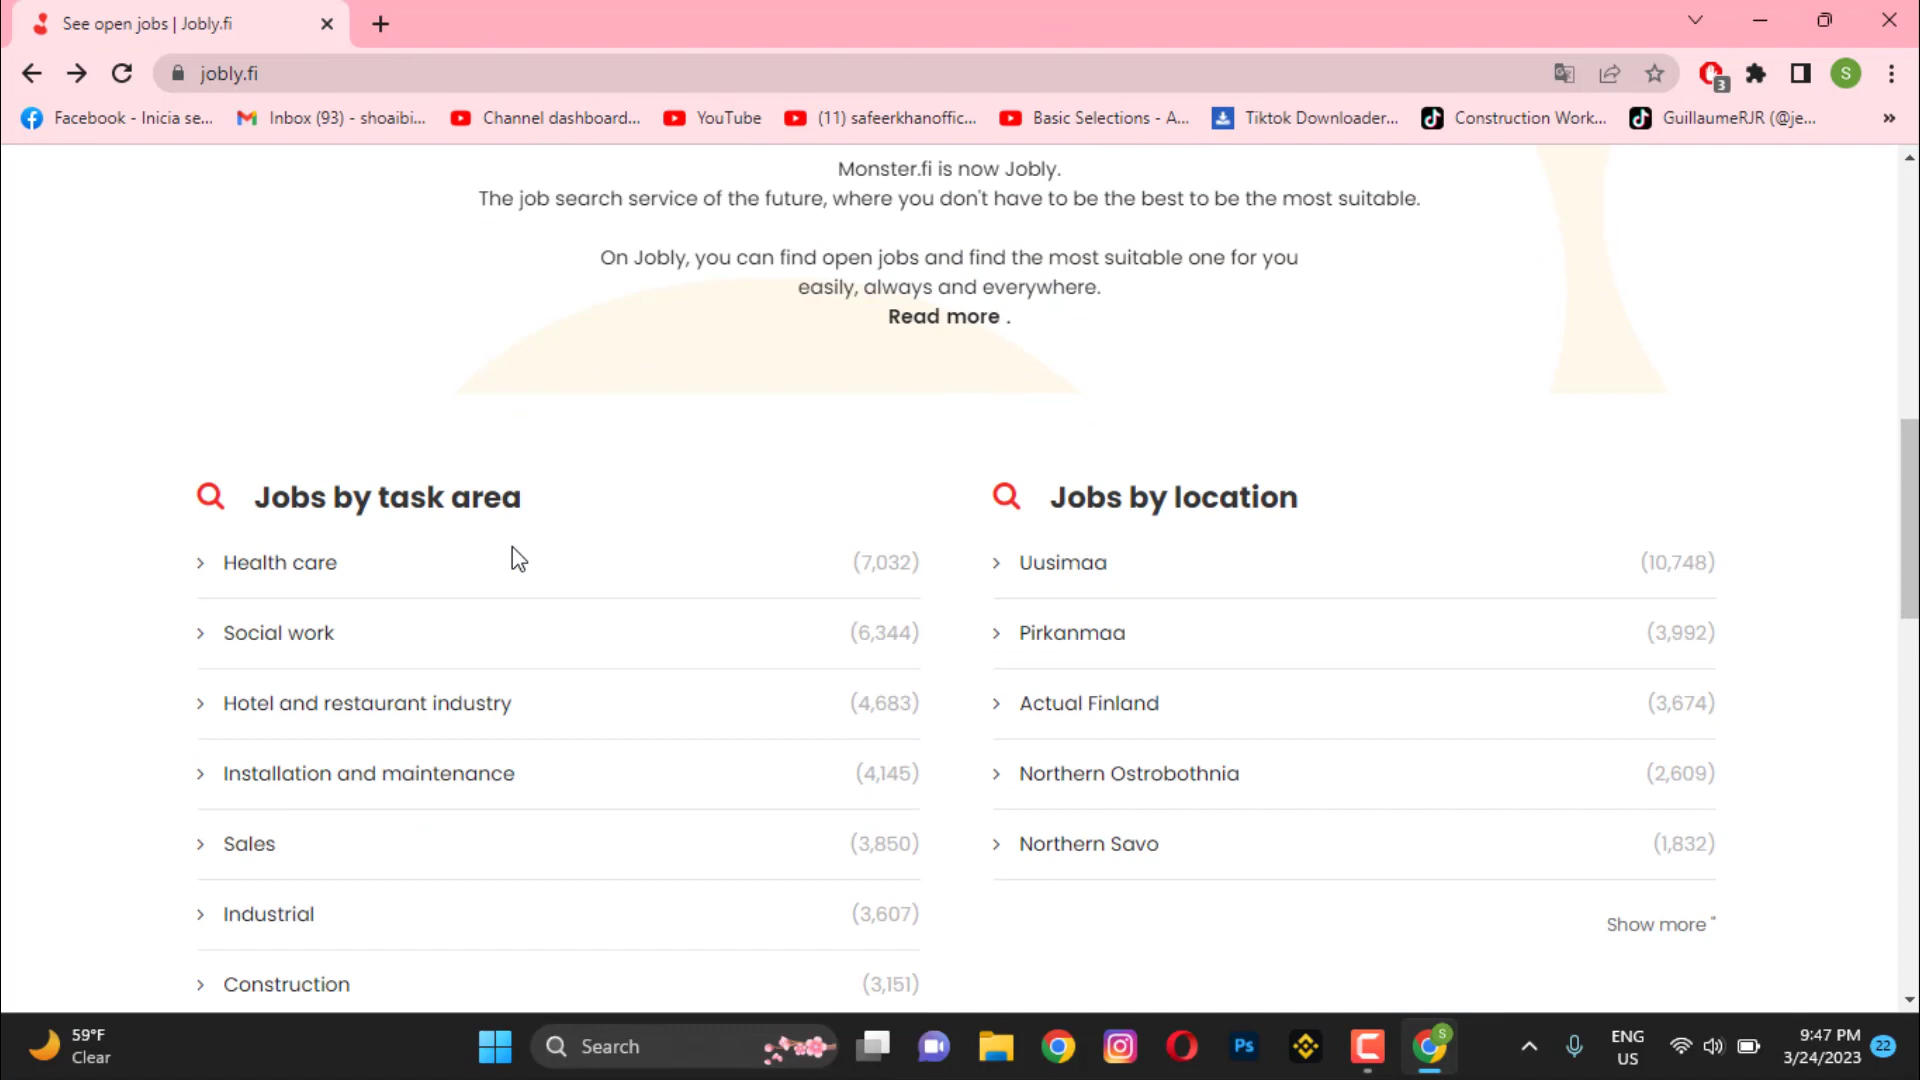 See open jobs | Jobly.fi
jobly.fi
3
S
Facebook - Inicia se...
Inbox (93) - shoaibi...
Channel dashboard...
YouTube
(11) safeerkhanoffic...
Basic Selections - A...
Tiktok Downloader...
Construction Work...
GuillaumeRJR (@je...
»
Monster.fi is now Jobly.
The job search service of the future, where you don't have to be the best to be the most suitable.
On Jobly, you can find open jobs and find the most suitable one for you
easily, always and everywhere.
Read more .
Jobs by task area
Health care (7,032)
Social work (6,344)
Hotel and restaurant industry (4,683)
Installation and maintenance (4,145)
Sales (3,850)
Industrial (3,607)
Construction (3,151)
Jobs by location
Uusimaa (10,748)
Pirkanmaa (3,992)
Actual Finland (3,674)
Northern Ostrobothnia (2,609)
Northern Savo (1,832)
Show more "
59°F
Clear
Search
Ps
S
ENG
US
9:47 PM
3/24/2023
22